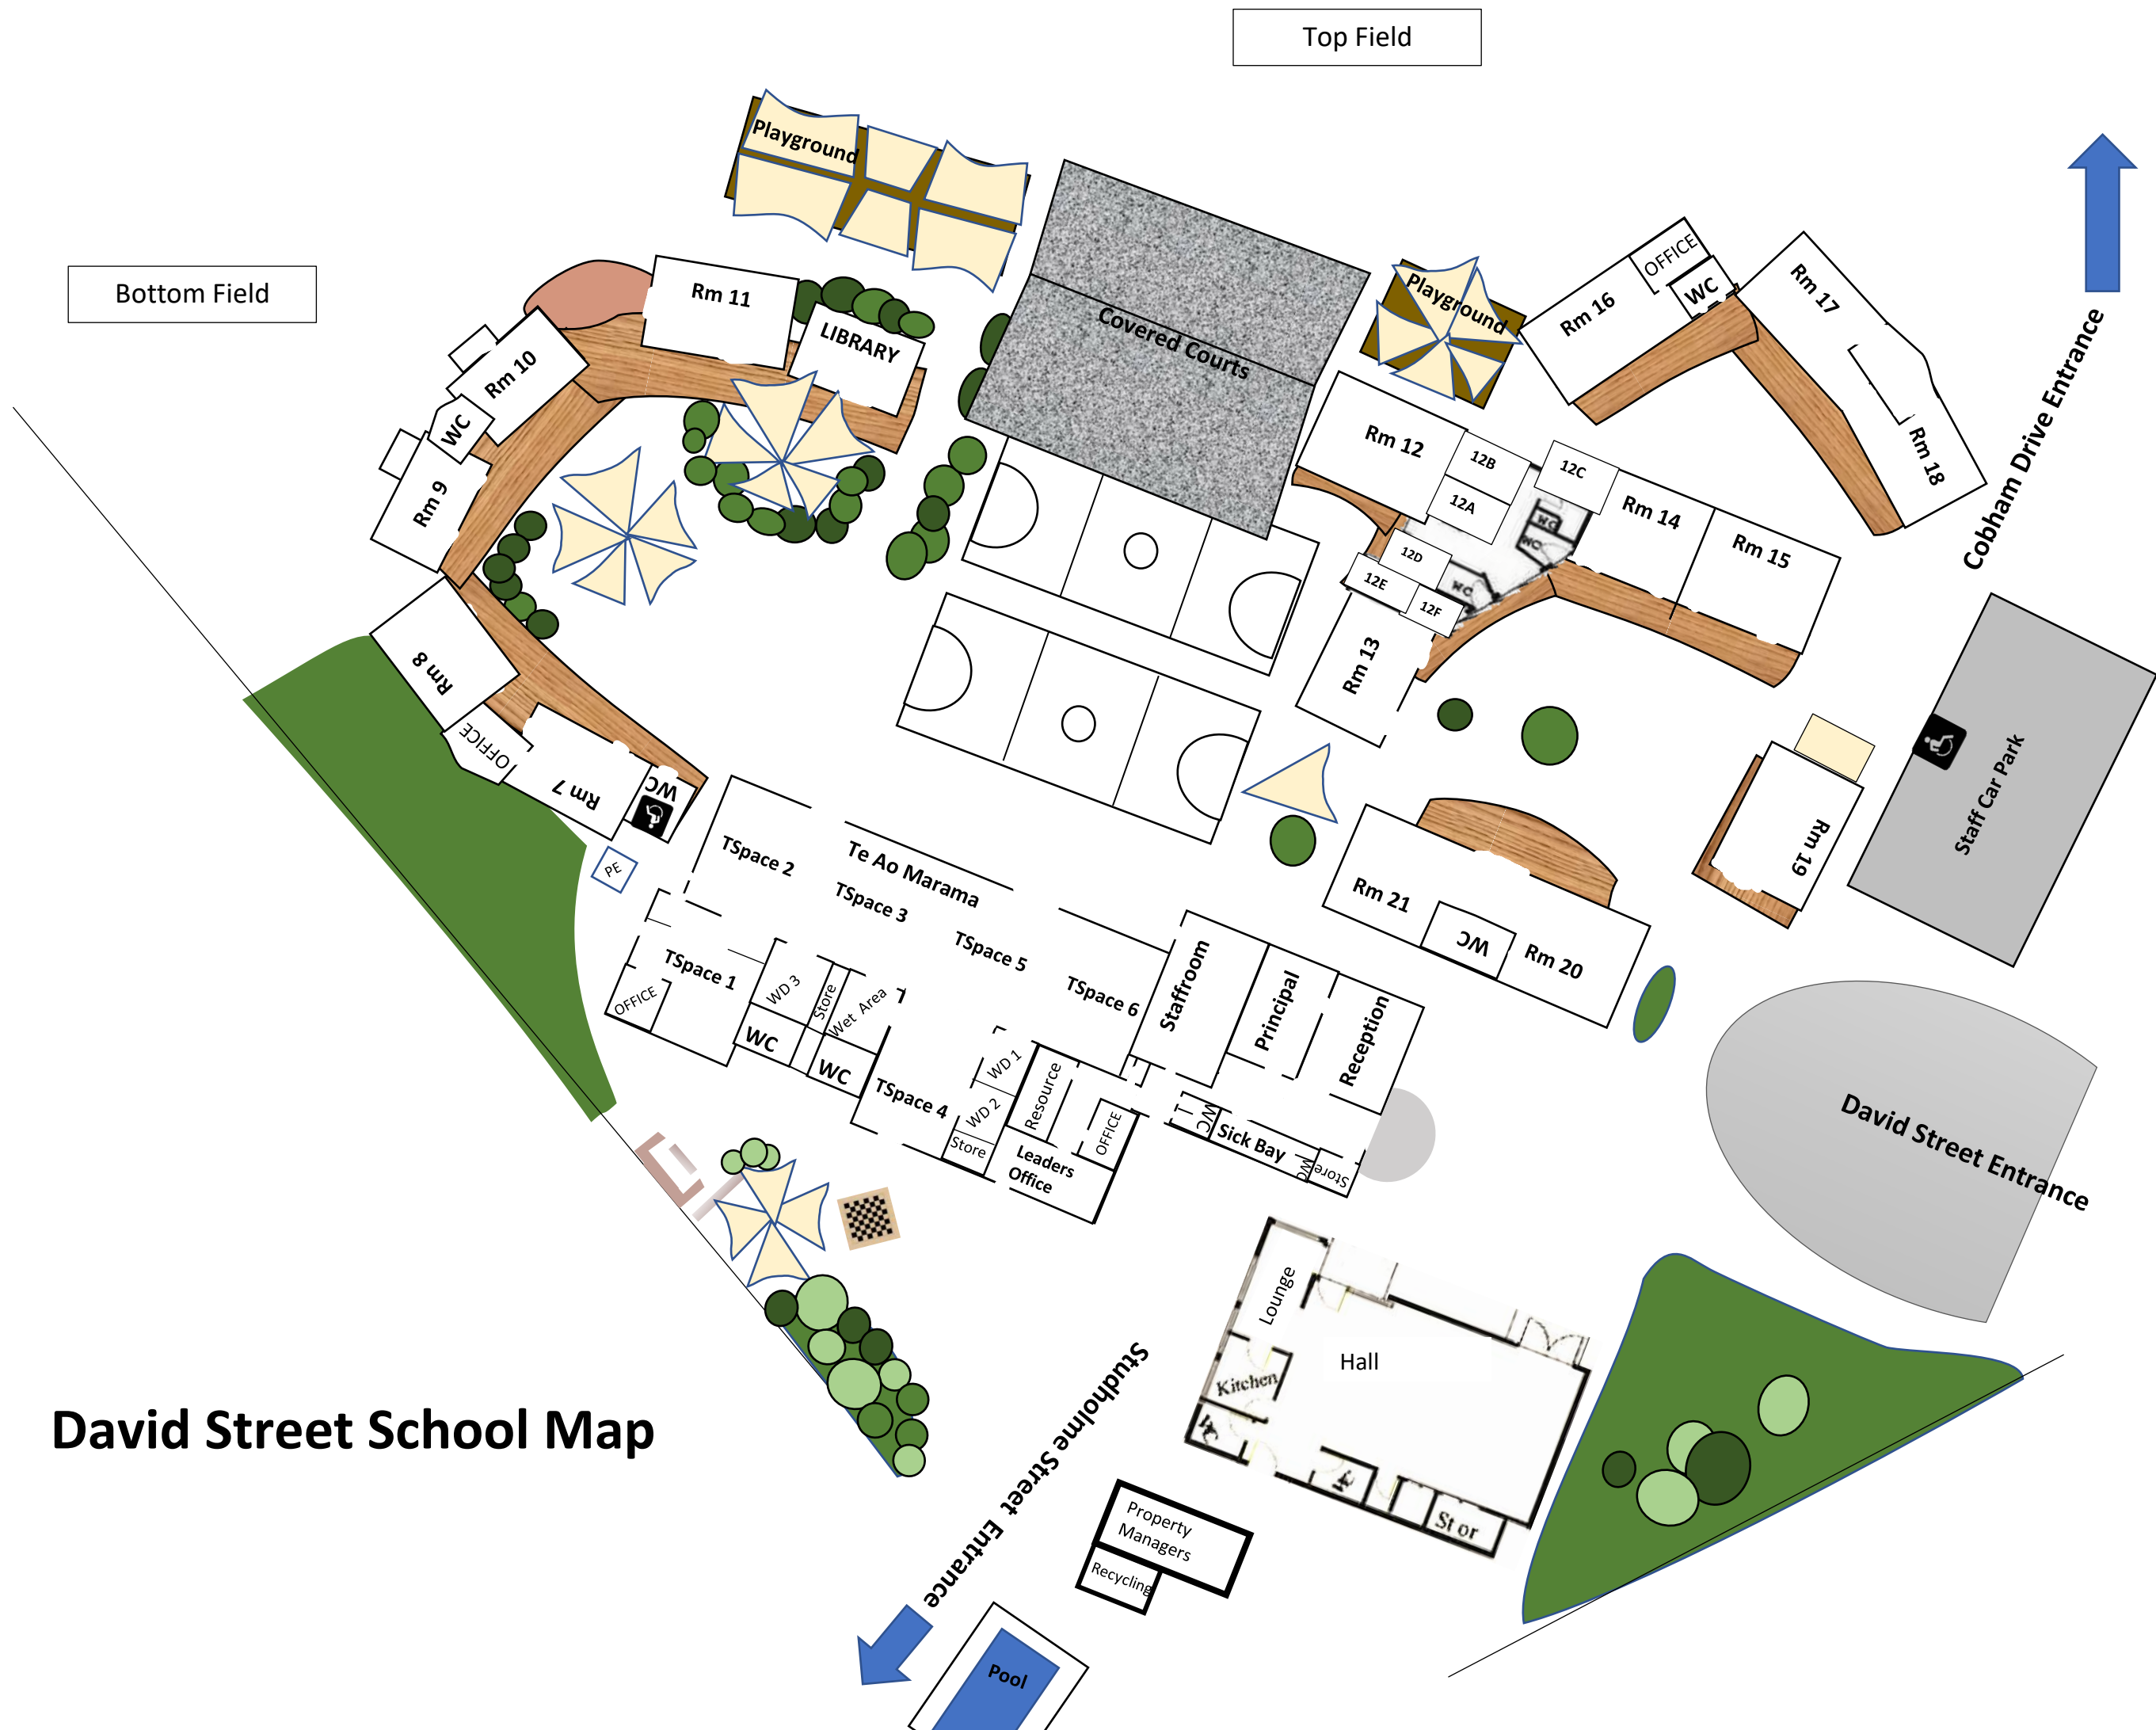 Top Field
Bottom Field
Playground
Covered Courts
Playground
OFFICE
WC
Rm 16
Rm 17
Rm 18
Cobham Drive Entrance
Rm 11
LIBRARY
Rm 10
WC
Rm 9
Rm 8
OFFICE
Rm 7
WC
PE
Rm 12
12B
12A
12C
12D
12E
12F
WC
WC
WC
Rm 13
Rm 14
Rm 15
Staff Car Park
Rm 19
Rm 21
WC
Rm 20
TSpace 2
Te Ao Marama
TSpace 3
TSpace 5
TSpace 6
TSpace 1
OFFICE
WD 3
Store
Wet Area
WC
WC
TSpace 4
WD 1
WD 2
Store
Resource
OFFICE
Leaders
Office
Staffroom
Principal
Reception
IT
WC
Sick Bay
WC
Store
David Street Entrance
Lounge
Kitchen
Hall
Stor
Studholme Street Entrance
Property
Managers
Recycling
Pool
David Street School Map